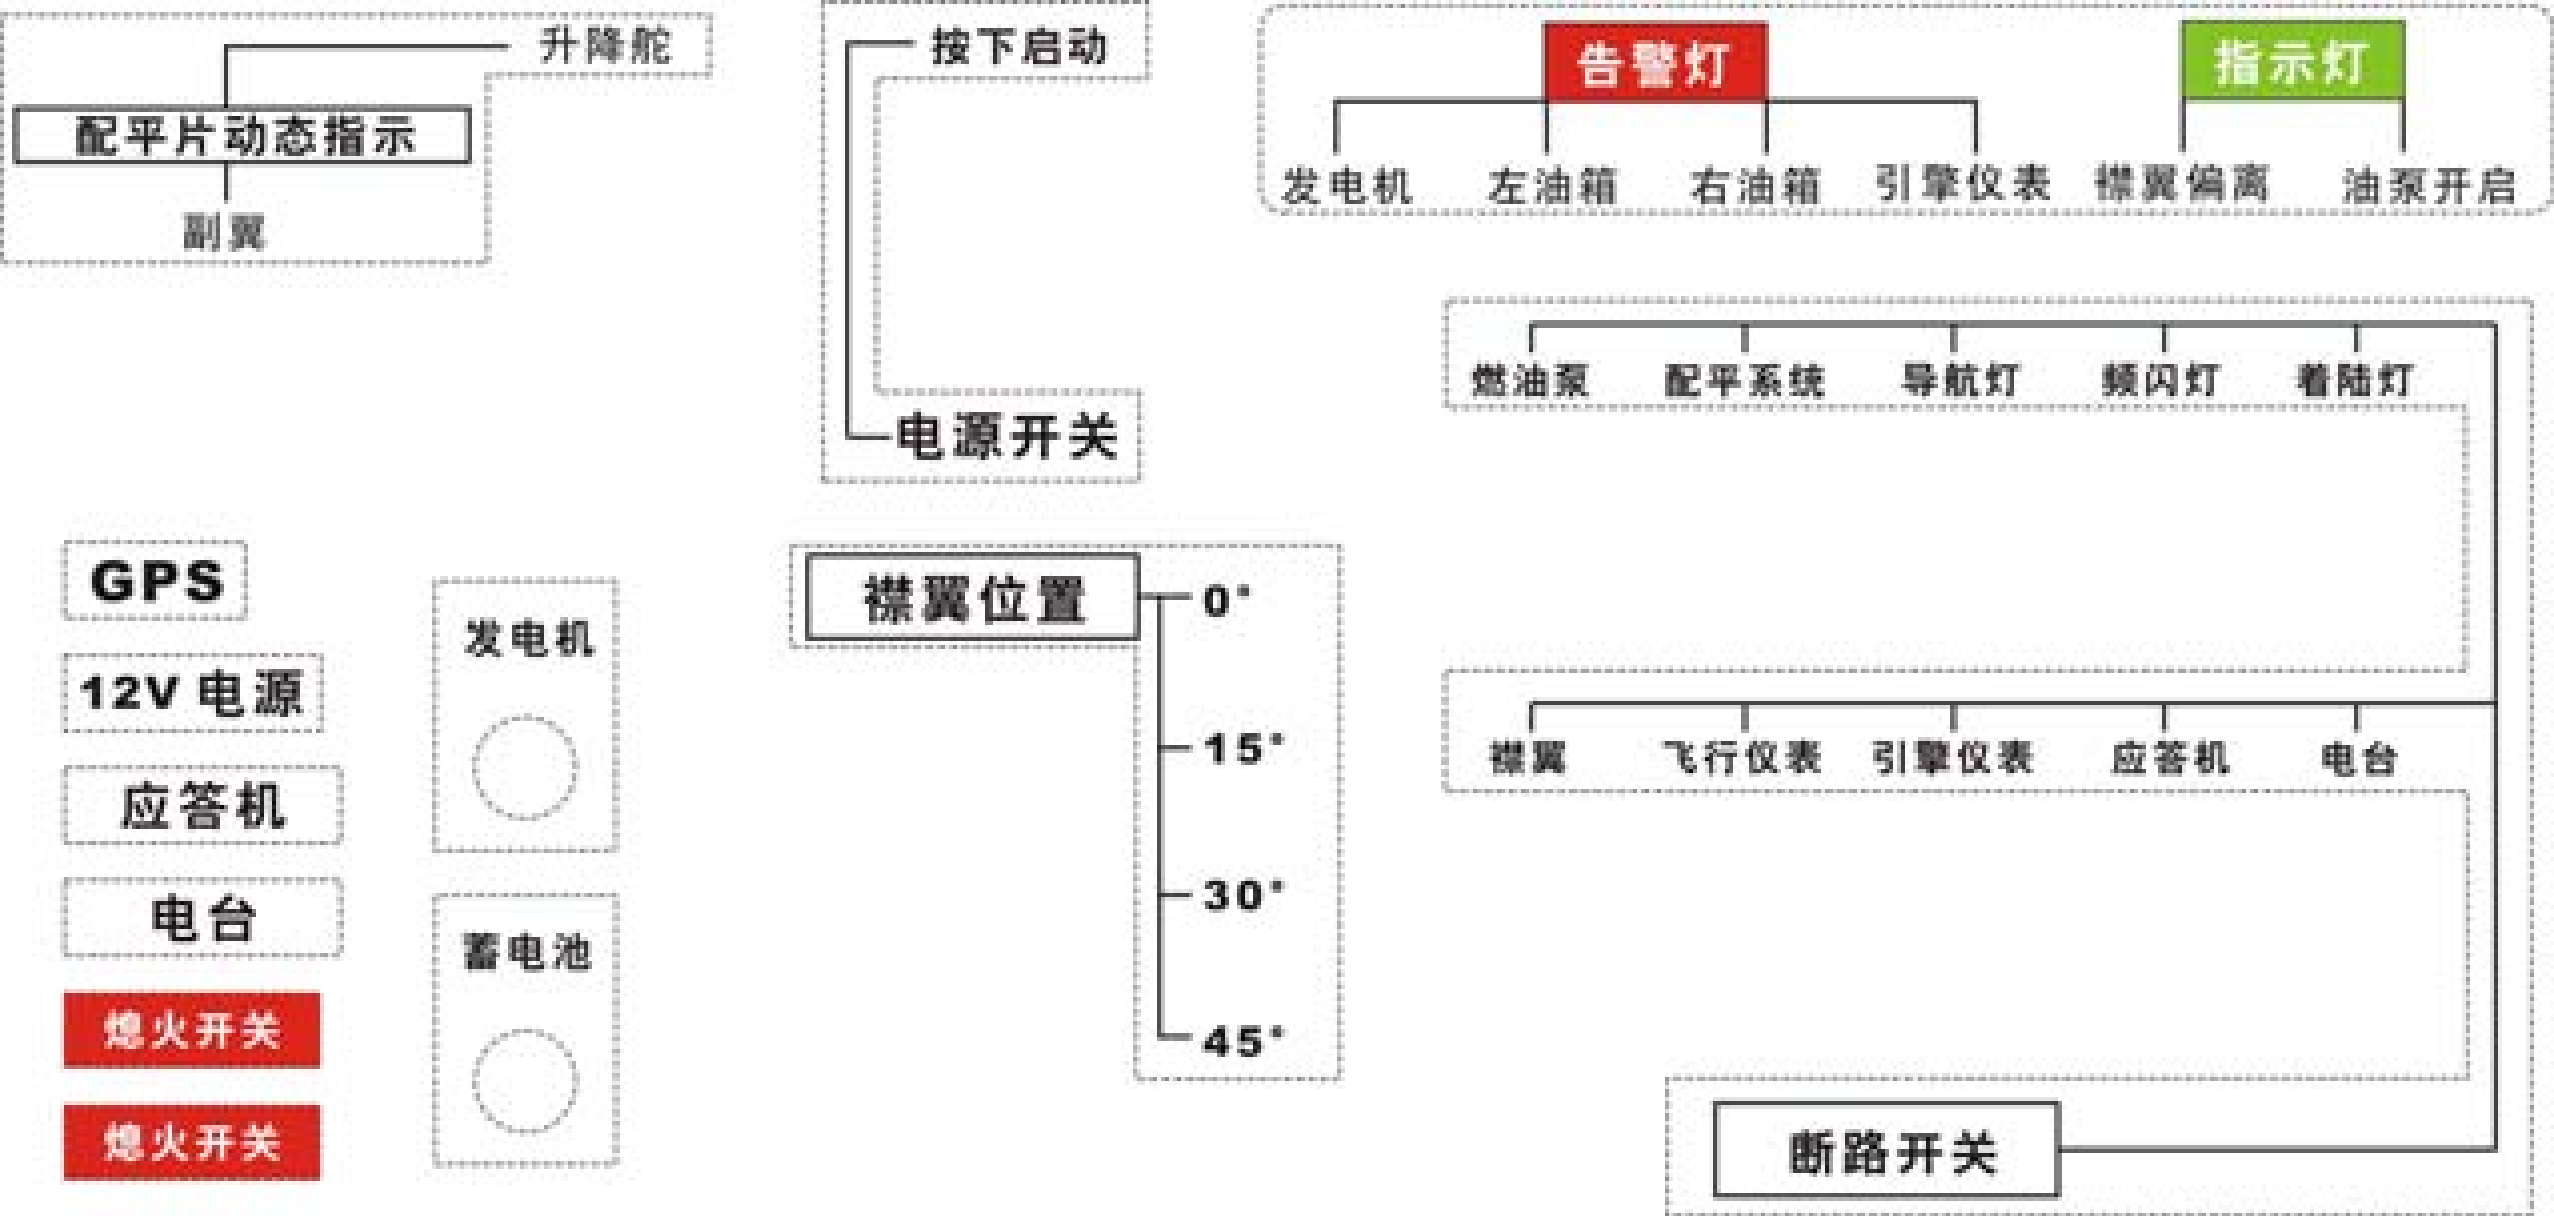 升降舵
配平片动态指示
副翼
按下启动
电源开关
告警灯
指示灯
发电机 左油箱 右油箱 引擎仪表 襟翼偏离 油泵开启
燃油泵 配平系统 导航灯 频闪灯 着陆灯
襟翼 飞行仪表 引擎仪表 应答机 电台
断路开关
GPS
12V 电源
应答机
电台
熄火开关
熄火开关
发电机
蓄电池
襟翼位置
0°
15°
30°
45°